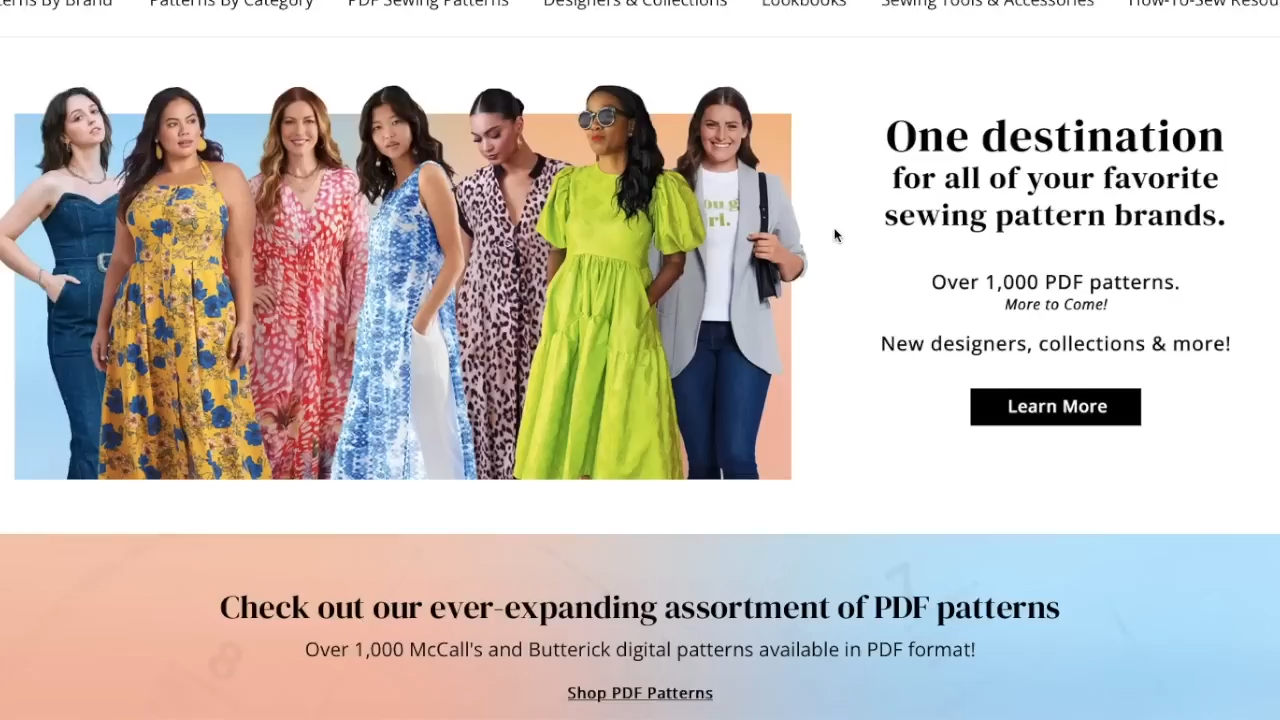 Patterns By Category
PDF Sewing Patterns
Designers & Collections
Lookbooks
Sewing Tools & Accessories
One destination
for all of your favorite
sewing pattern brands.
Over 1,000 PDF patterns.
More to Come!
New designers, collections & more!
Learn More
Check out our ever-expanding assortment of PDF patterns
Over 1,000 McCall's and Butterick digital patterns available in PDF format!
Shop PDF Patterns